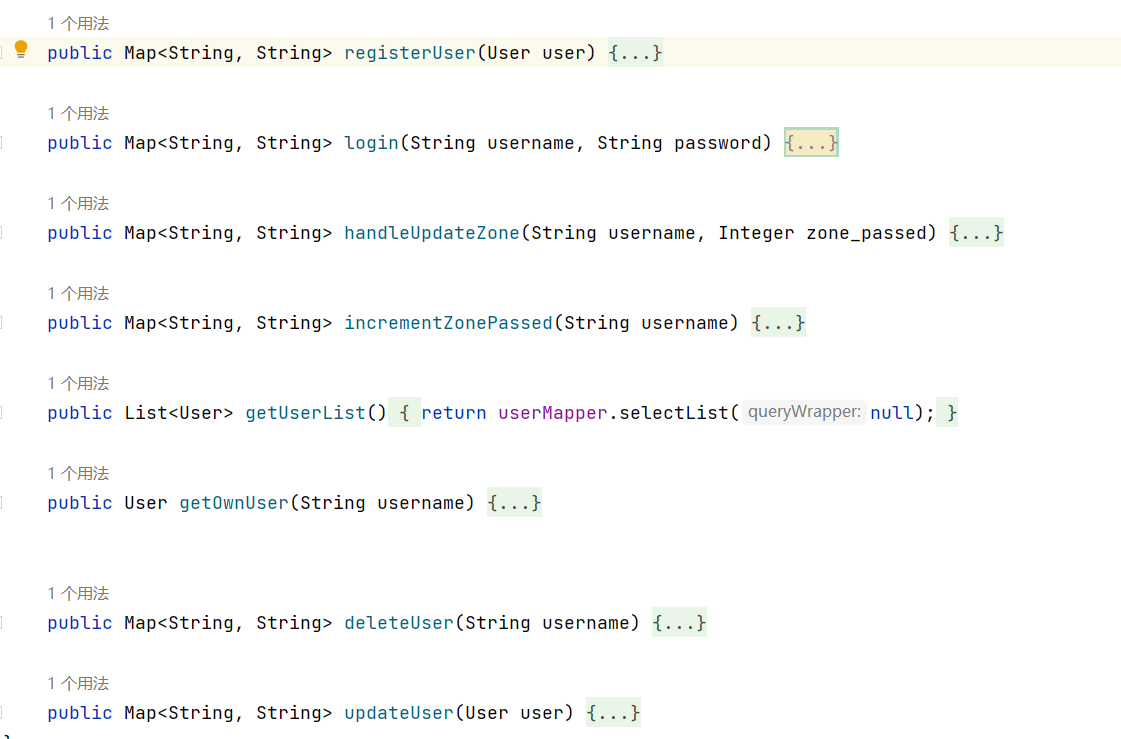 1 个用法
public Map<String, String> registerUser(User user) {...}
1 个用法
public Map<String, String> login(String username, String password) {...}
1 个用法
public Map<String, String> handleUpdateZone(String username, Integer zone_passed) {...}
1 个用法
public Map<String, String> incrementZonePassed(String username) {...}
1 个用法
public List<User> getUserList() { return userMapper.selectList( queryWrapper: null); }
1 个用法
public User getOwnUser(String username) {...}
1 个用法
public Map<String, String> deleteUser(String username) {...}
1 个用法
public Map<String, String> updateUser(User user) {...}